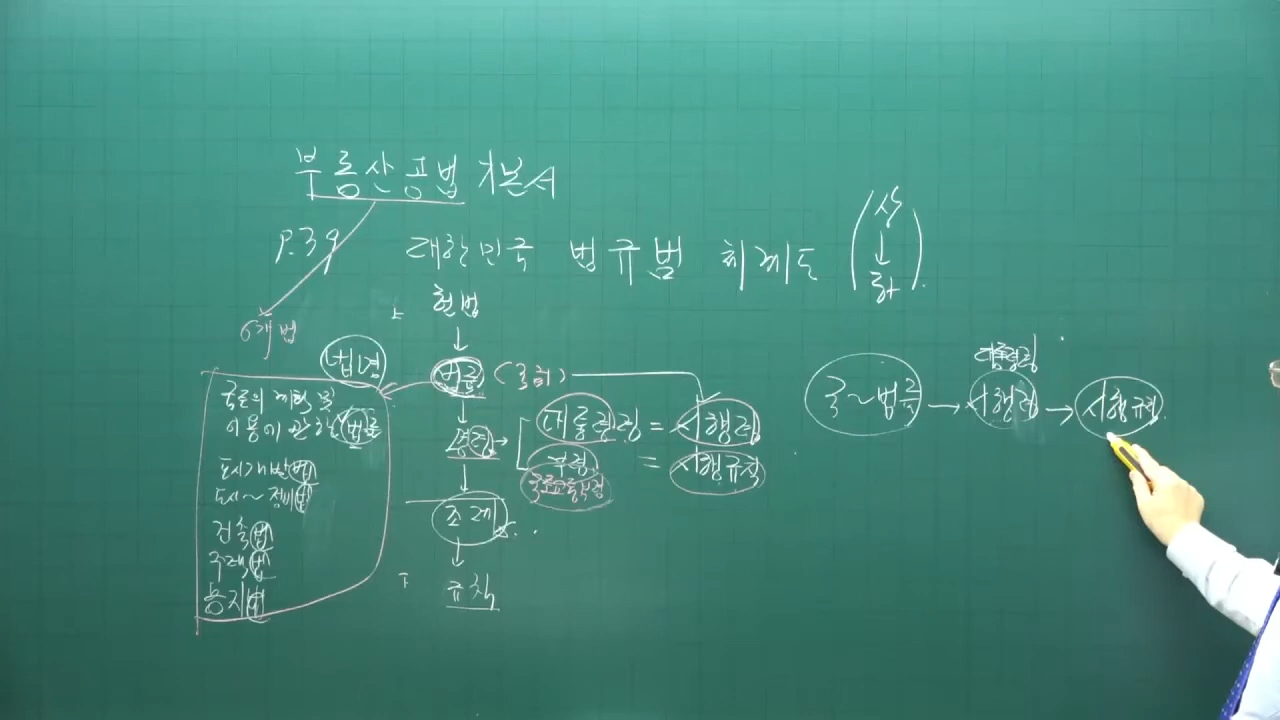 부동산공법 기본서
P.39
대한민국 법규범 체계도 (상 ↓ 하)
헌법
↓
6개법
법령
법률 (국회)
↓
국토의 계획 및
이용에 관한 법률
도시개발법
도시~정비법
건축법
주택법
농지법
명령 → 대통령령 = 시행령
부령 = 시행규칙
국토교통부령
↓
조례
↓
규칙
대통령령
국~법률 → 시행령 → 시행규칙